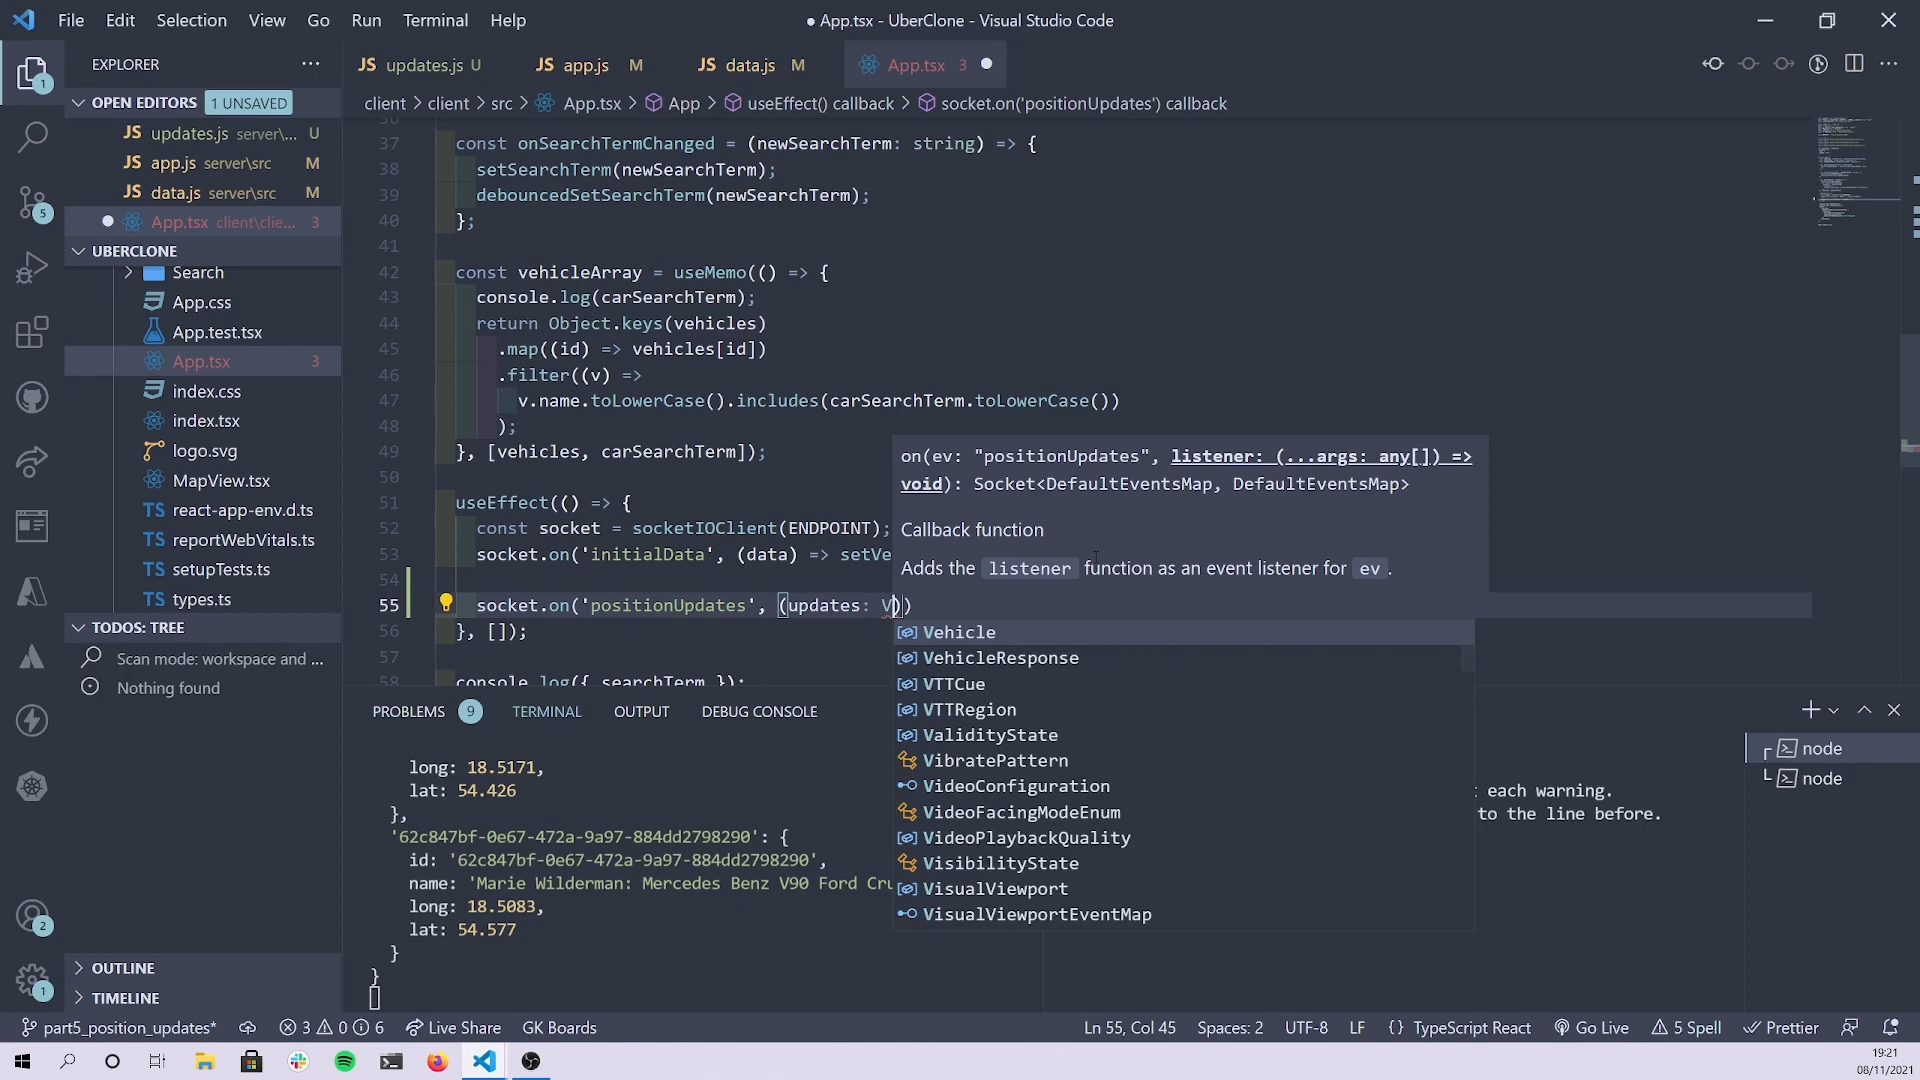 File Edit Selection View Go Run Terminal Help
● App.tsx - UberClone - Visual Studio Code
EXPLORER
OPEN EDITORS 1 UNSAVED
JS updates.js server\... U
JS app.js server\src M
JS data.js server\src M
App.tsx client\clie... 3
UBERCLONE
Search
App.css
App.test.tsx
App.tsx 3
index.css
index.tsx
logo.svg
MapView.tsx
TS react-app-env.d.ts
TS reportWebVitals.ts
TS setupTests.ts
TS types.ts
TODOS: TREE
Scan mode: workspace and ...
Nothing found
OUTLINE
TIMELINE
1
5
2
1
JS updates.js U JS app.js M JS data.js M App.tsx 3
client > client > src > App.tsx > App > useEffect() callback > socket.on('positionUpdates') callback
36
37 const onSearchTermChanged = (newSearchTerm: string) => {
38 setSearchTerm(newSearchTerm);
39 debouncedSetSearchTerm(newSearchTerm);
40 };
41
42 const vehicleArray = useMemo(() => {
43 console.log(carSearchTerm);
44 return Object.keys(vehicles)
45 .map((id) => vehicles[id])
46 .filter((v) =>
47 v.name.toLowerCase().includes(carSearchTerm.toLowerCase())
48 );
49 }, [vehicles, carSearchTerm]);
50
51 useEffect(() => {
52 const socket = socketIOClient(ENDPOINT);
53 socket.on('initialData', (data) => setVe
54
55 socket.on('positionUpdates', (updates: V))
56 }, []);
57
58 console.log({ searchTerm });
on(ev: "positionUpdates", listener: (...args: any[]) =>
void): Socket<DefaultEventsMap, DefaultEventsMap>
Callback function
Adds the listener function as an event listener for ev.
Vehicle
VehicleResponse
VTTCue
VTTRegion
ValidityState
VibratePattern
VideoConfiguration
VideoFacingModeEnum
VideoPlaybackQuality
VisibilityState
VisualViewport
VisualViewportEventMap
PROBLEMS 9 TERMINAL OUTPUT DEBUG CONSOLE
long: 18.5171,
lat: 54.426
},
'62c847bf-0e67-472a-9a97-884dd2798290': {
id: '62c847bf-0e67-472a-9a97-884dd2798290',
name: 'Marie Wilderman: Mercedes Benz V90 Ford Cru
long: 18.5083,
lat: 54.577
}
}
each warning.
to the line before.
node
node
part5_position_updates* 3 0 6 Live Share GK Boards
Ln 55, Col 45 Spaces: 2 UTF-8 LF {} TypeScript React Go Live 5 Spell Prettier
19:21
08/11/2021